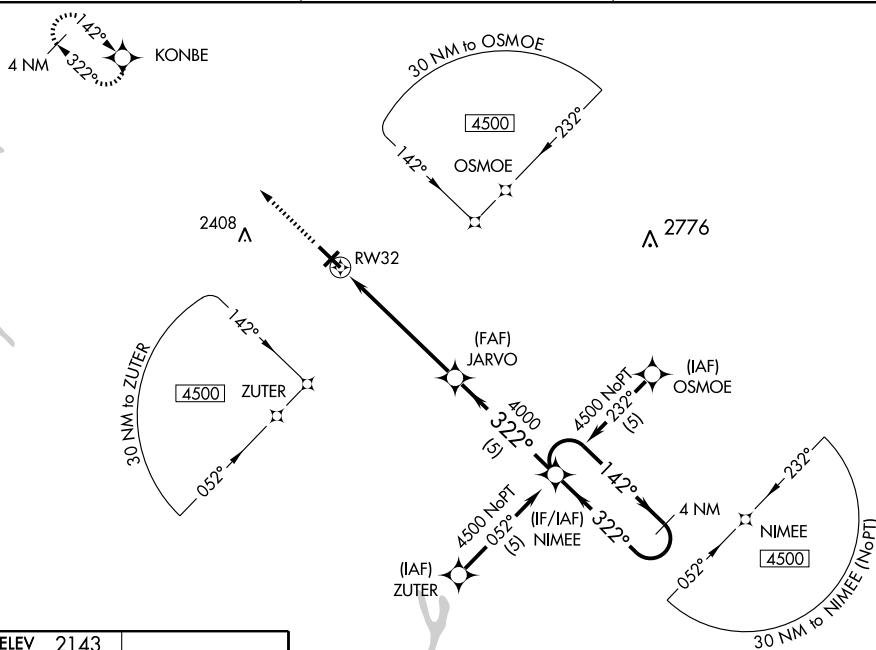 142°
KONBE
4 NM
322°
30 NM to OSMOE
4500
232°
142°
OSMOE
2408
2776
RW32
142°
(FAF)
JARVO
30 NM to ZUTER
4500
ZUTER
052°
(IAF)
OSMOE
4500 NoPT
232°
(5)
4000
322°
(5)
142°
4 NM
322°
(IF/IAF)
NIMEE
4500 NoPT
052°
(5)
(IAF)
ZUTER
232°
NIMEE
4500
052°
30 NM to NIMEE (NoPT)
ELEV 2143